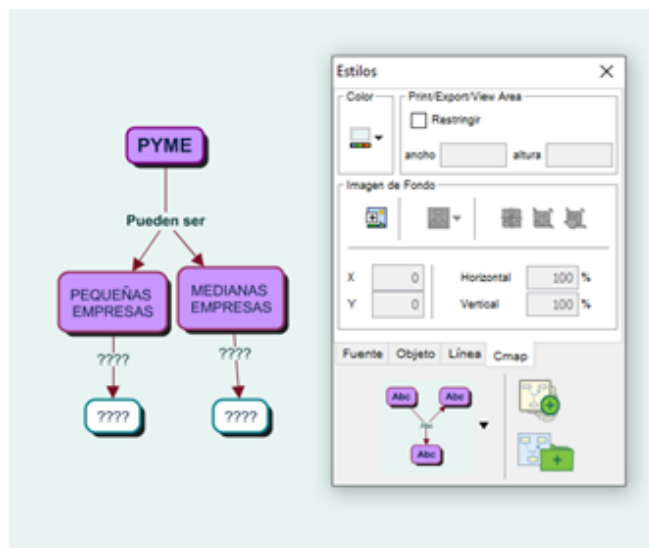 PYME
Pueden ser
PEQUEÑAS
EMPRESAS
MEDIANAS
EMPRESAS
????
????
????
????
Estilos
Color
Print/Export/View Area
Restringir
ancho
altura
Imagen de Fondo
X 0 Horizontal 100 %
Y 0 Vertical 100 %
Fuente Objeto Línea Cmap
Abc Abc
Abc
Abc